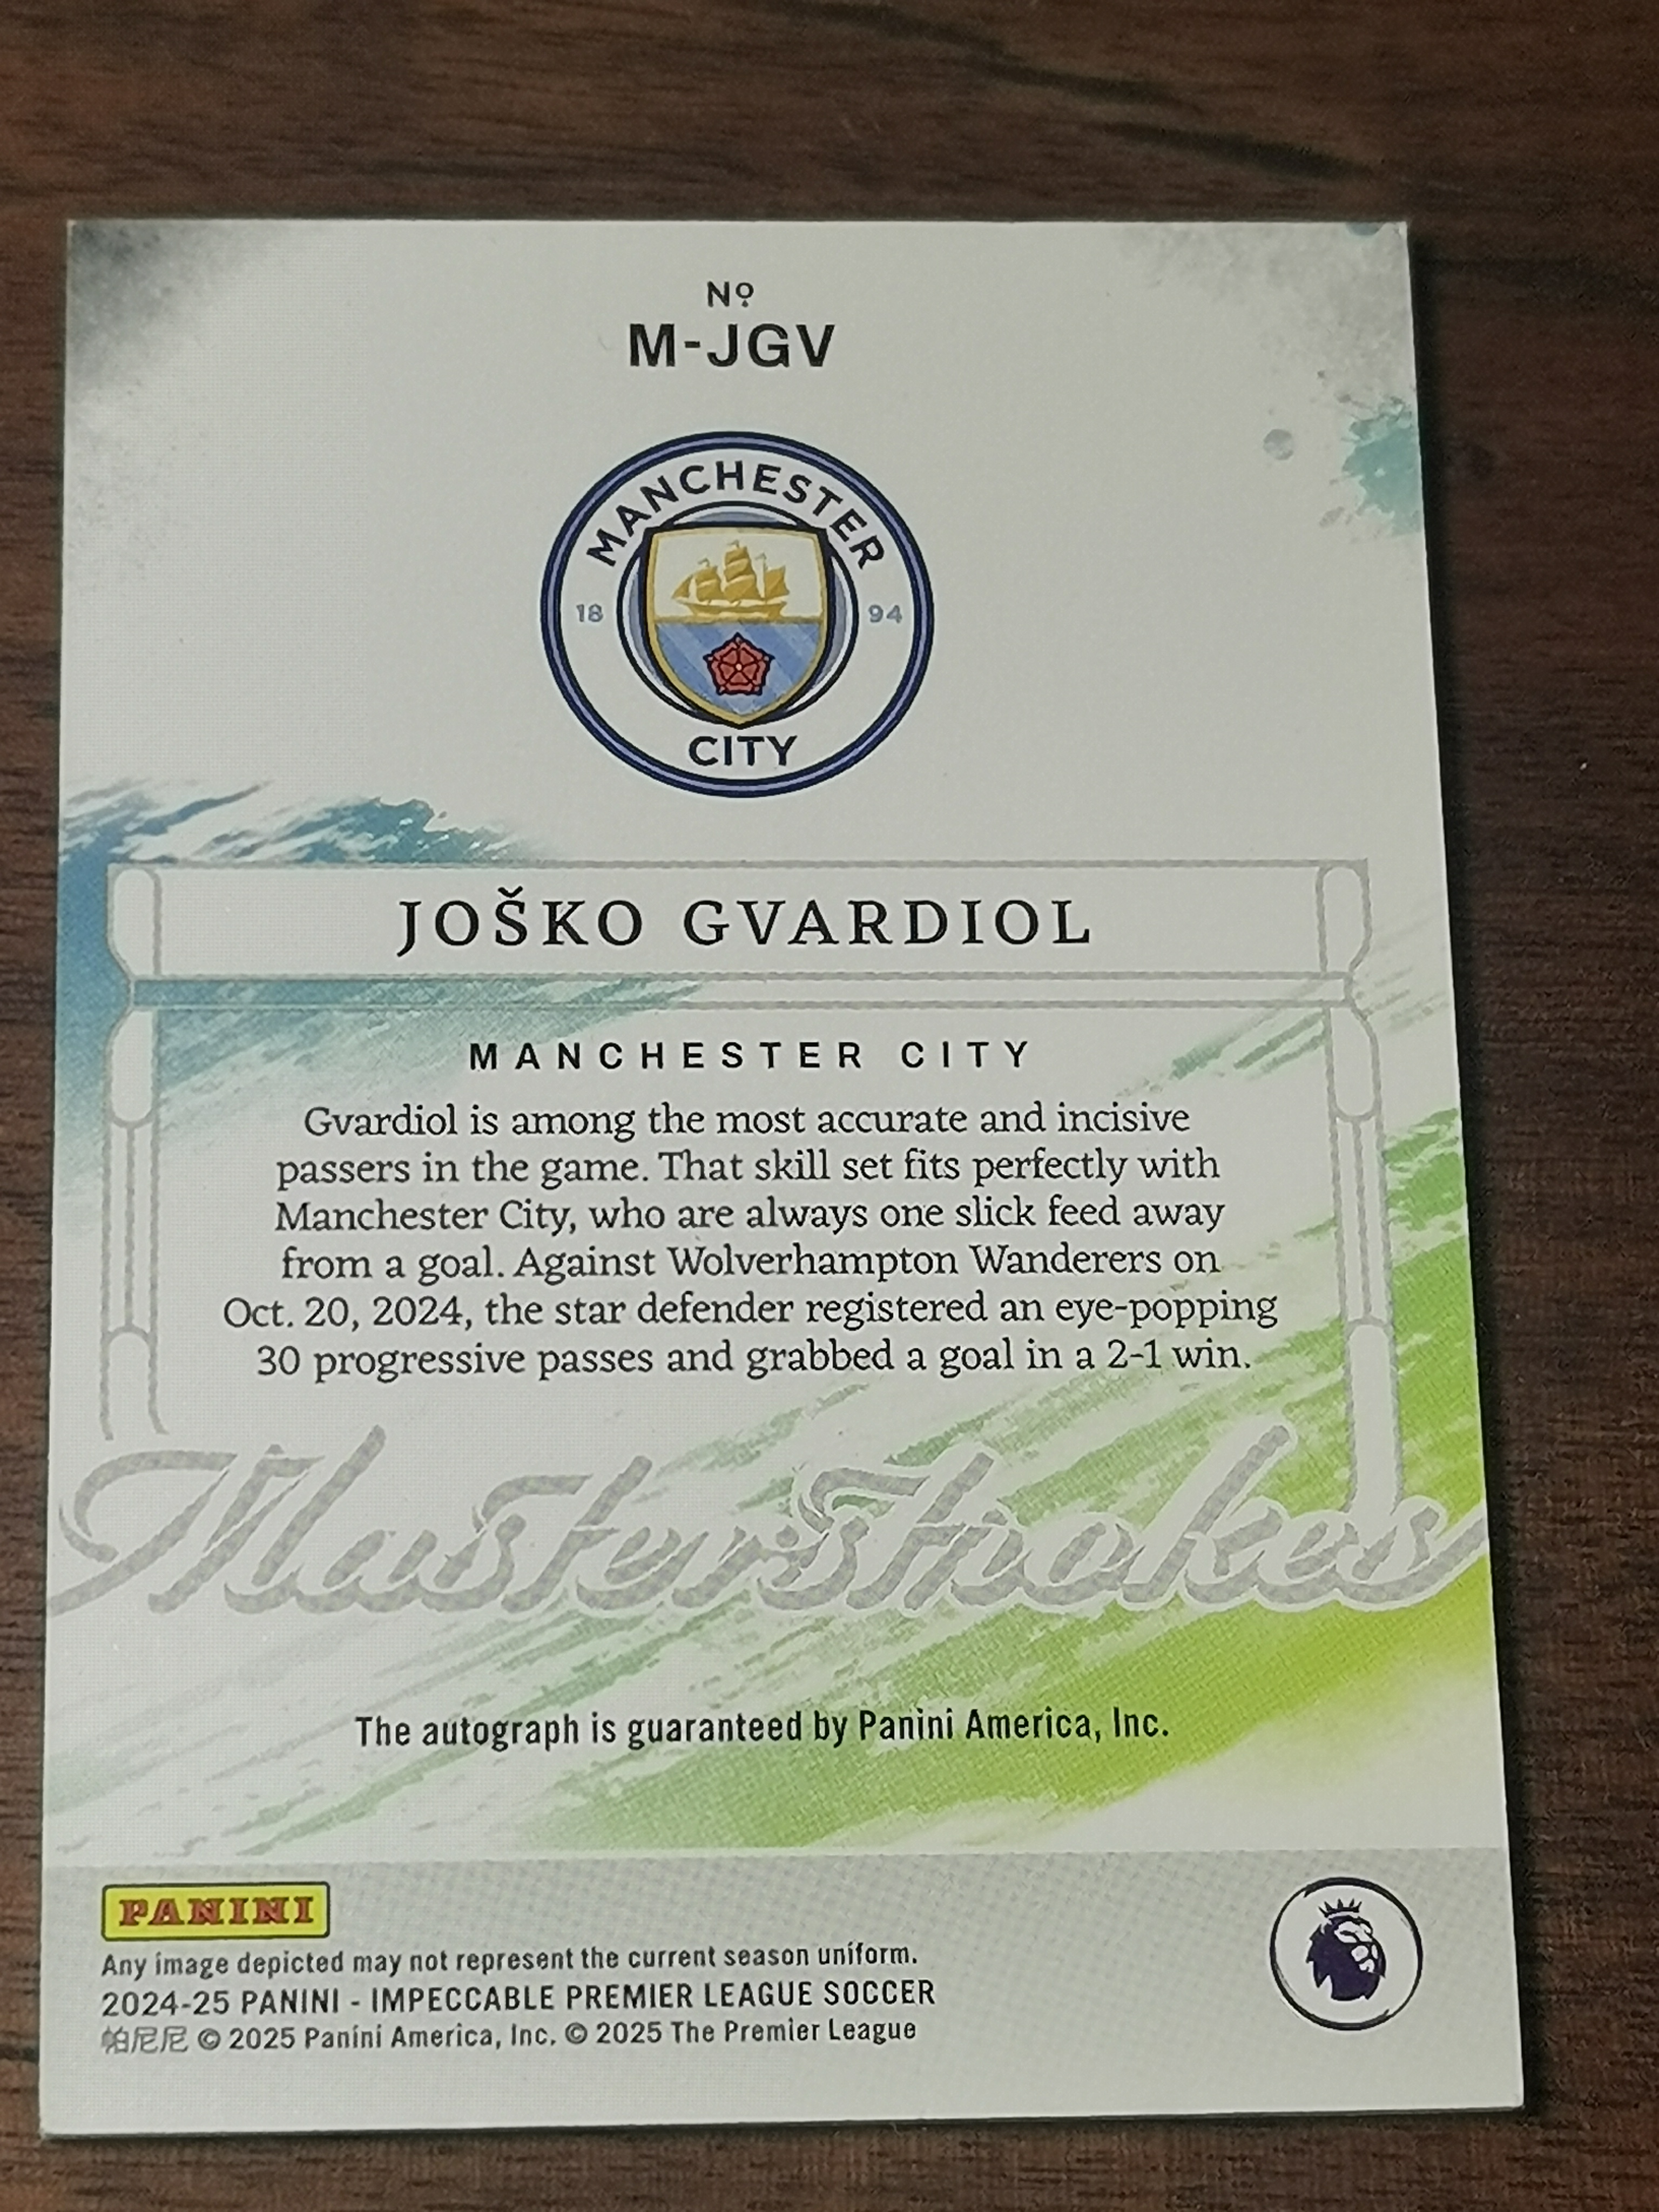 Nº
M-JGV
MANCHESTER
18 94
CITY
JOŠKO GVARDIOL
MANCHESTER CITY
Gvardiol is among the most accurate and incisive
passers in the game. That skill set fits perfectly with
Manchester City, who are always one slick feed away
from a goal. Against Wolverhampton Wanderers on
Oct. 20, 2024, the star defender registered an eye-popping
30 progressive passes and grabbed a goal in a 2-1 win.
Masterstrokes
The autograph is guaranteed by Panini America, Inc.
PANINI
Any image depicted may not represent the current season uniform.
2024-25 PANINI - IMPECCABLE PREMIER LEAGUE SOCCER
帕尼尼 © 2025 Panini America, Inc. © 2025 The Premier League